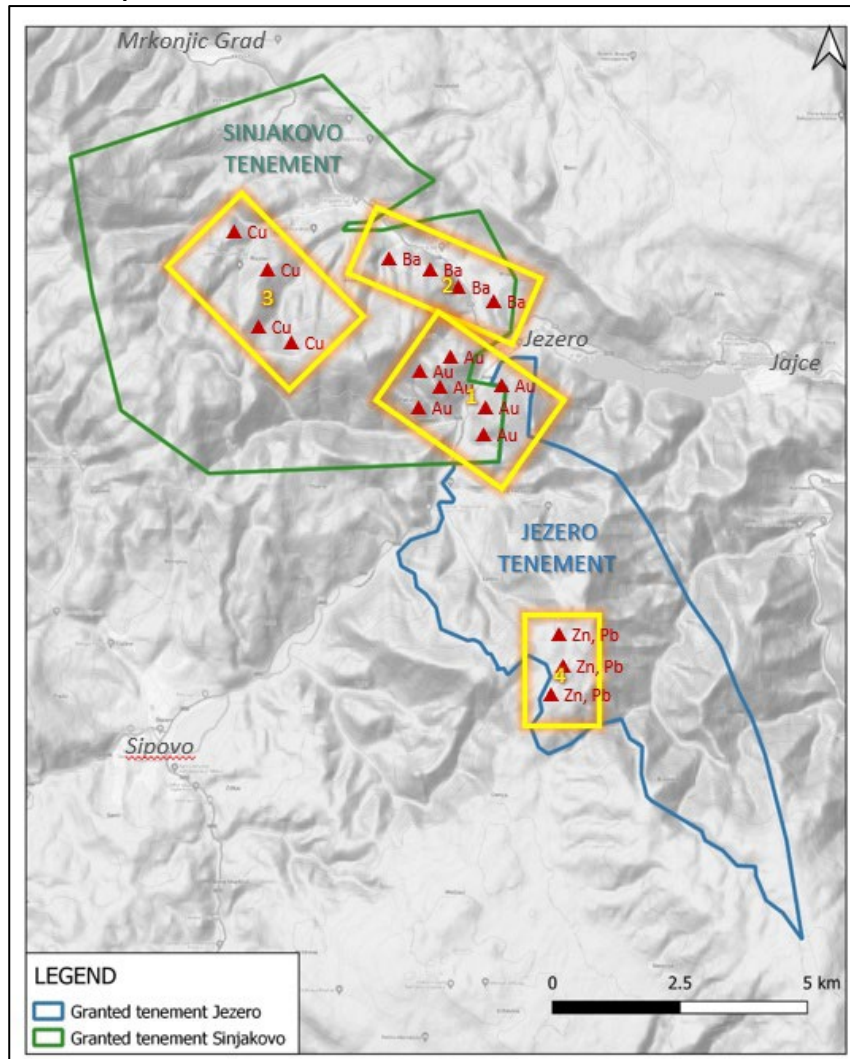 Mrkonjic Grad
SINJAKOVO
TENEMENT
Cu
Cu
3
Cu
Cu
Ba
Ba
2
Ba
Ba
Jezero
Jajce
Au
Au
Au
Au
1
Au
Au
Au
JEZERO
TENEMENT
Zn, Pb
Zn, Pb
4
Zn, Pb
Sipovo
LEGEND
Granted tenement Jezero
Granted tenement Sinjakovo
0 2.5 5 km